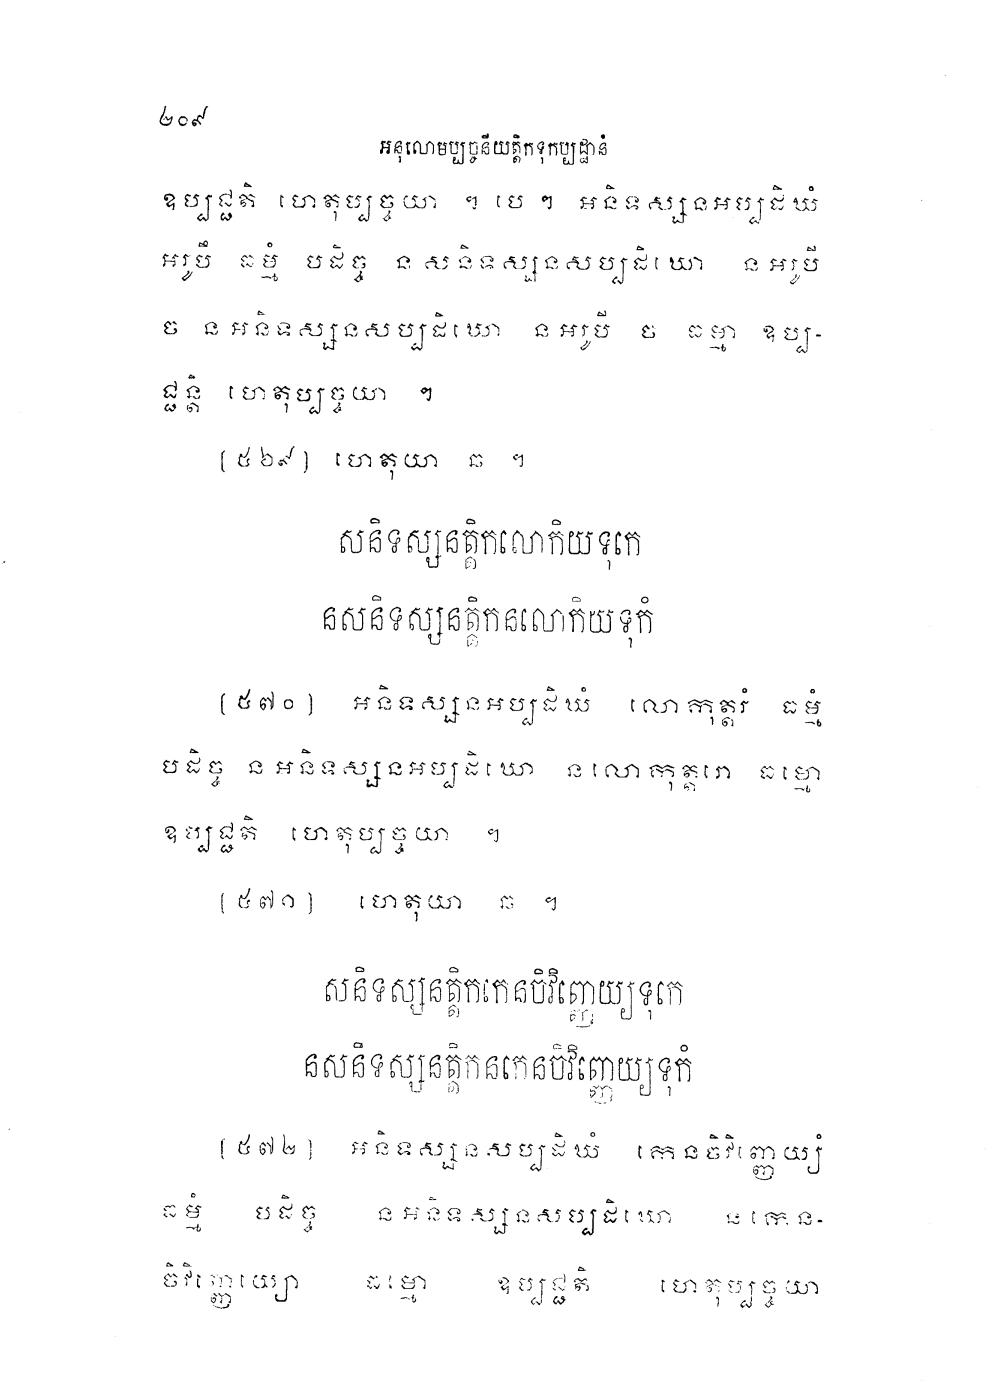 ២០៩
អនុលោមប្បច្ចនីយត្តិកទុកប្បដ្ឋានំ
ឧប្បជ្ជតិ ហេតុប្បច្ចយា ។ បេ ។ អនិទស្សនអប្បដិឃំ
អរូបឹ ធម្មំ បដិច្ច ន សនិទស្សនសប្បដិឃោ ន អរូបី
ច ន អនិទស្សនសប្បដិឃោ ន អរូបី ច ធម្មា ឧប្ប-
ជ្ជន្តិ ហេតុប្បច្ចយា ។
[៥៦៩] ហេតុយា ឆ ។
សនិទស្សនត្តិកលោកិយទុកេ
នសនិទស្សនត្តិកនលោកិយទុកំ
[៥៧០] អនិទស្សនអប្បដិឃំ លោកុត្តរំ ធម្មំ
បដិច្ច ន អនិទស្សនអប្បដិឃោ ន លោកុត្តរោ ធម្មោ
ឧប្បជ្ជតិ ហេតុប្បច្ចយា ។
[៥៧១] ហេតុយា ឆ ។
សនិទស្សនត្តិកកេនចិវិញ្ញេយ្យទុកេ
នសនិទស្សនត្តិកនកេនចិវិញ្ញេយ្យទុកំ
[៥៧២] អនិទស្សនសប្បដិឃំ កេនចិវិញ្ញេយ្យំ
ធម្មំ បដិច្ច ន អនិទស្សនសប្បដិឃោ ន កេន-
ចិវិញ្ញេយ្យោ ធម្មោ ឧប្បជ្ជតិ ហេតុប្បច្ចយា